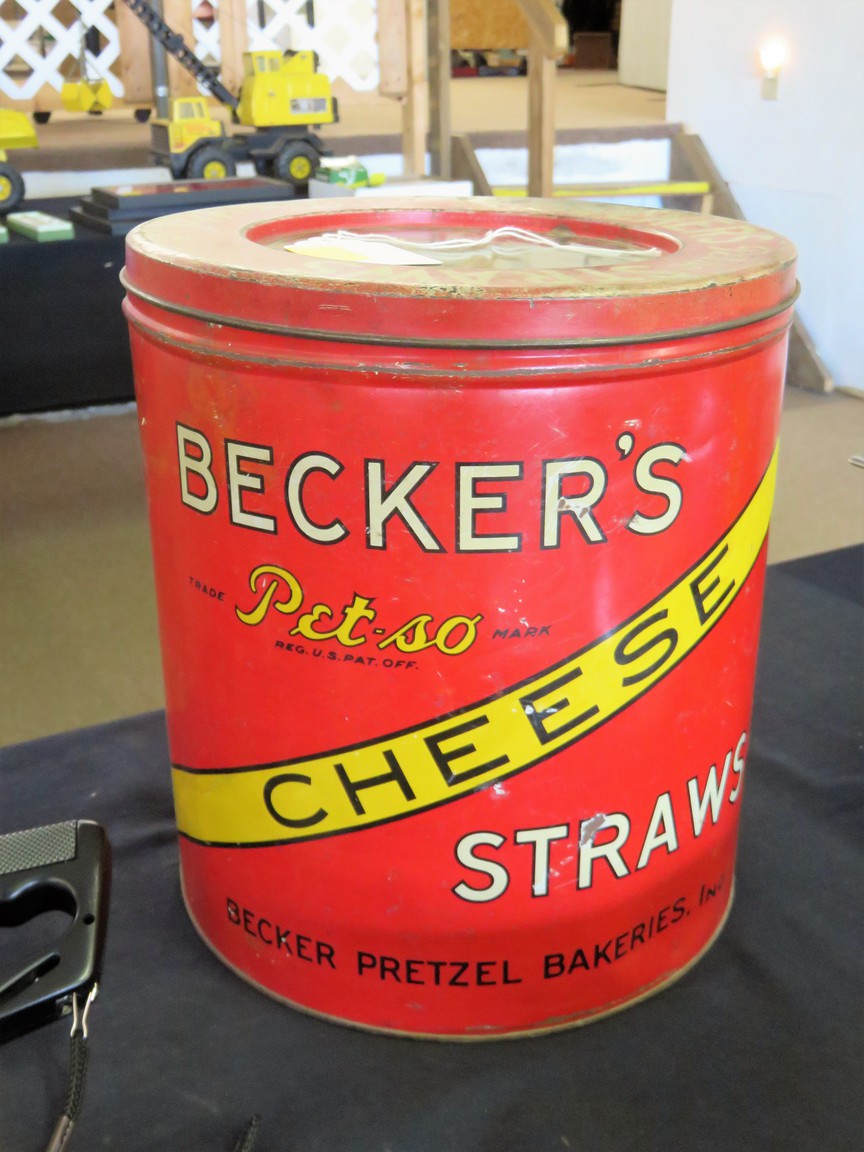 BECKER'S
TRADE Pet-so MARK
REG. U.S. PAT. OFF.
CHEESE
STRAWS
BECKER PRETZEL BAKERIES, INC